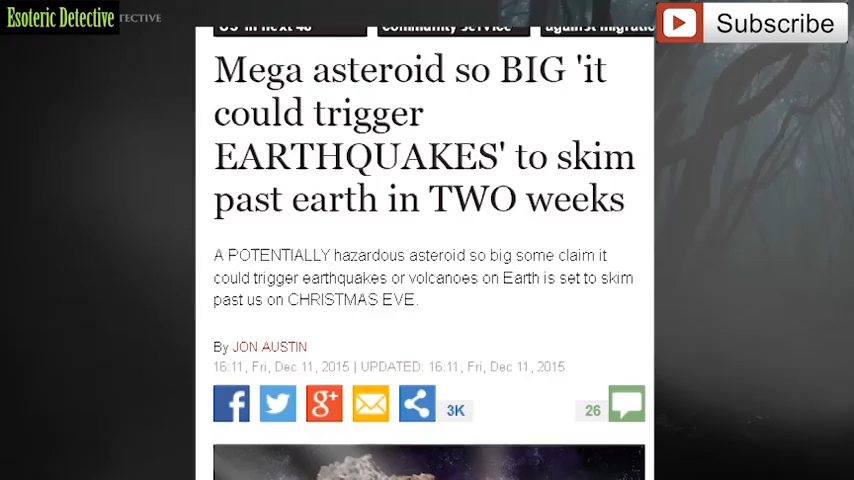 Esoteric Detective
TECTIVE
Subscribe
community service
Mega asteroid so BIG 'it
could trigger
EARTHQUAKES' to skim
past earth in TWO weeks
A POTENTIALLY hazardous asteroid so big some claim it
could trigger earthquakes or volcanoes on Earth is set to skim
past us on CHRISTMAS EVE.
By JON AUSTIN
16:11, Fri, Dec 11, 2015 | UPDATED: 16:11, Fri, Dec 11, 2015
3K
26